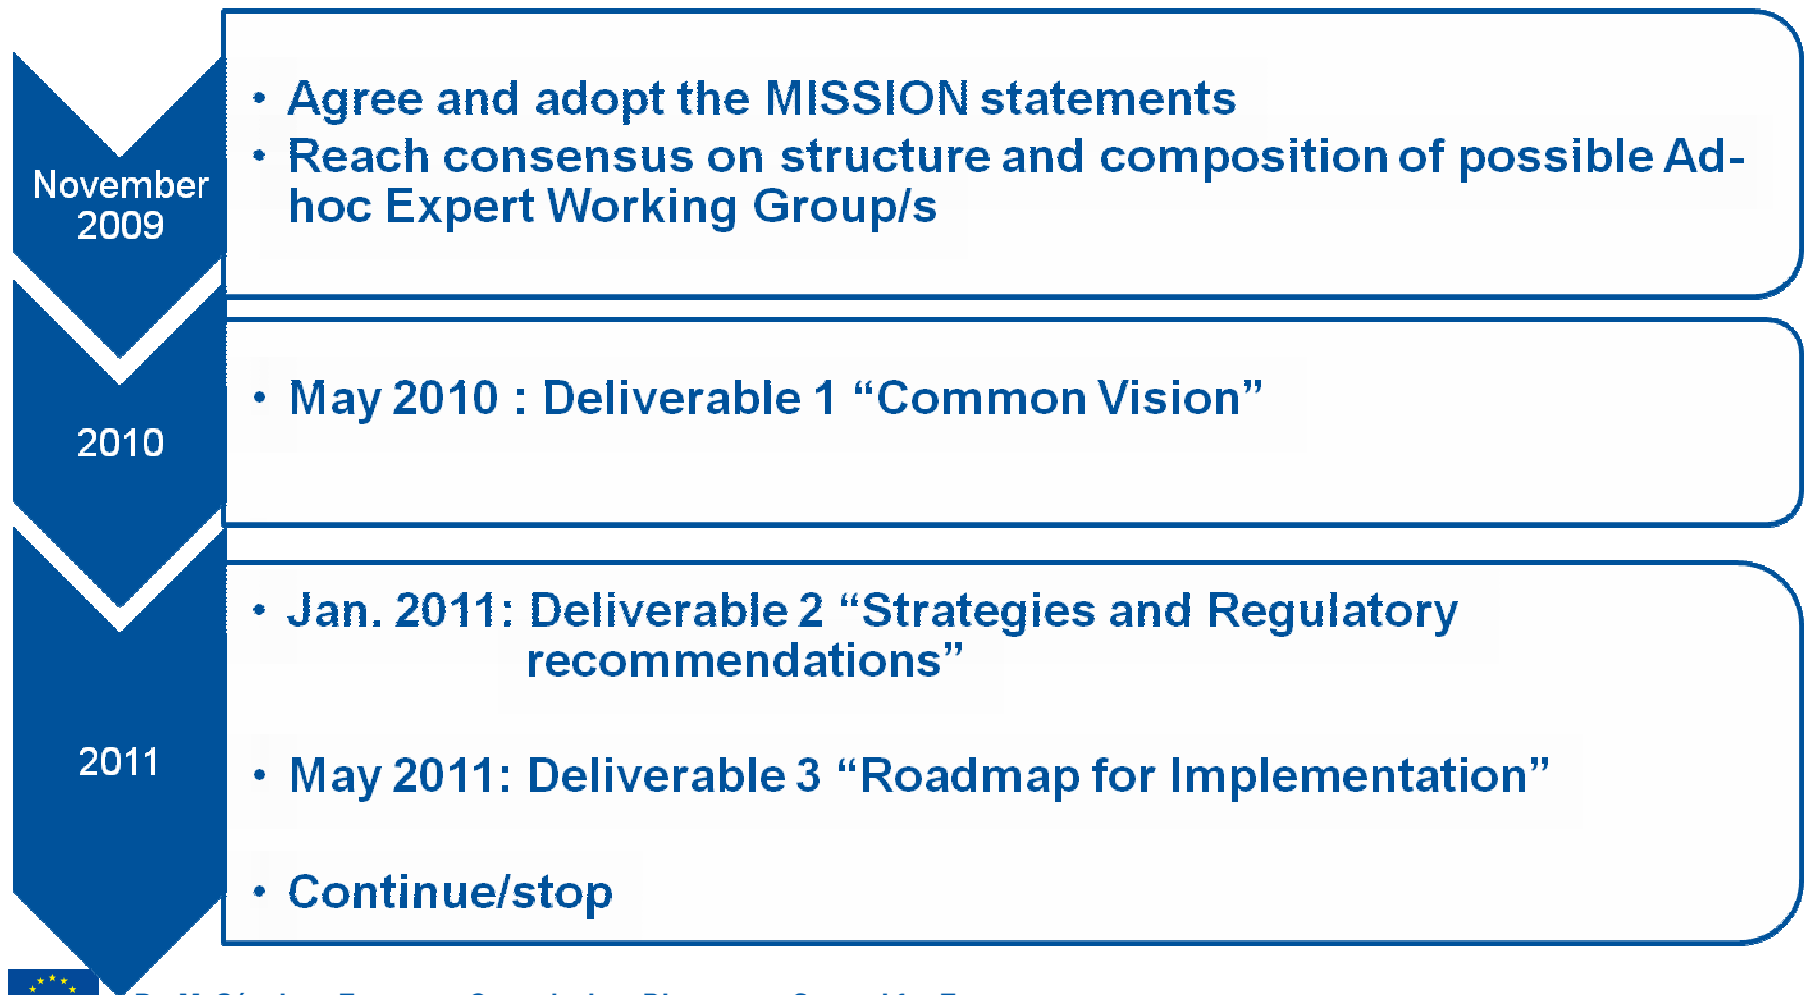 November
2009
• Agree and adopt the MISSION statements
• Reach consensus on structure and composition of possible Ad-
hoc Expert Working Group/s
2010
• May 2010 : Deliverable 1 “Common Vision”
2011
• Jan. 2011: Deliverable 2 “Strategies and Regulatory
recommendations”
• May 2011: Deliverable 3 “Roadmap for Implementation”
• Continue/stop